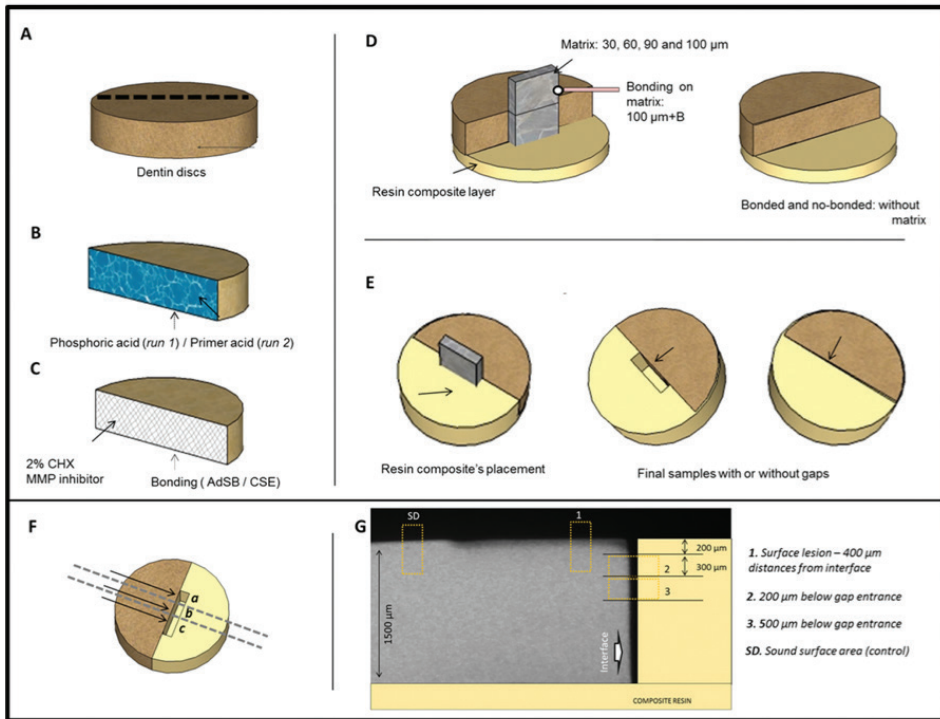 A
Dentin discs
B
Phosphoric acid (run 1) / Primer acid (run 2)
C
2% CHX
MMP inhibitor
Bonding ( AdSB / CSE)
D
Matrix: 30, 60, 90 and 100 µm
Bonding on
matrix:
100 µm+B
Resin composite layer
Bonded and no-bonded: without
matrix
E
Resin composite's placement
Final samples with or without gaps
F
a
b
c
G
SD
1
200 µm
300 µm
2
3
1500 µm
Interface
COMPOSITE RESIN
1. Surface lesion – 400 µm
distances from interface
2. 200 µm below gap entrance
3. 500 µm below gap entrance
SD. Sound surface area (control)